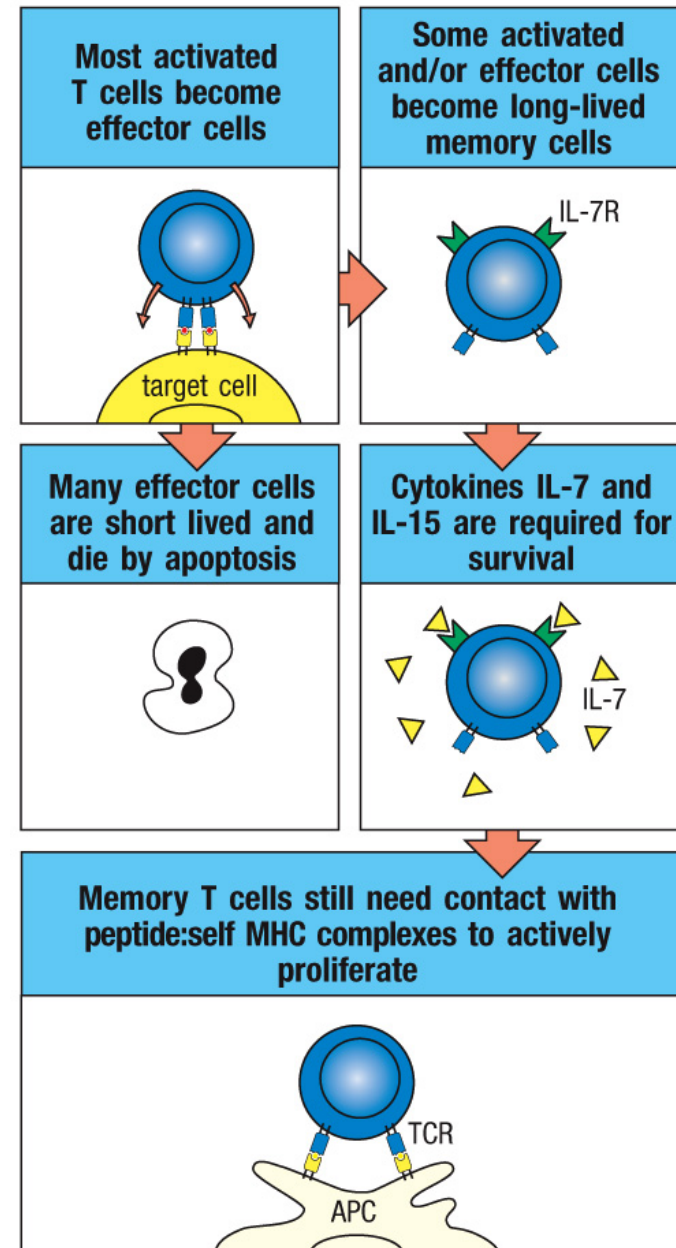 Most activated
T cells become
effector cells
target cell
Some activated
and/or effector cells
become long-lived
memory cells
IL-7R
Many effector cells
are short lived and
die by apoptosis
Cytokines IL-7 and
IL-15 are required for
survival
IL-7
Memory T cells still need contact with
peptide:self MHC complexes to actively
proliferate
TCR
APC